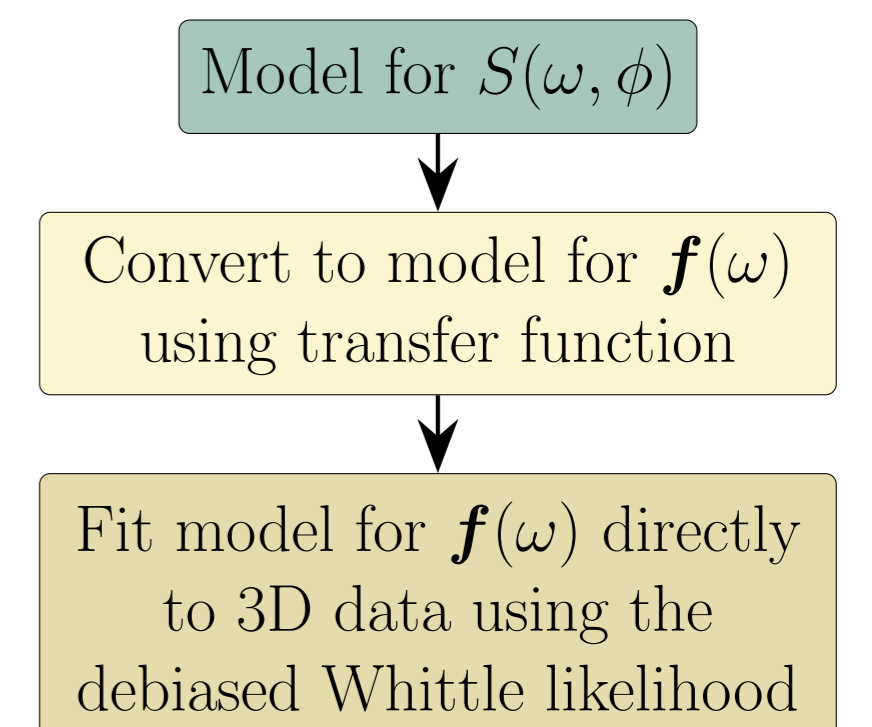 Model for S(ω, ϕ)
Convert to model for f(ω)
using transfer function
Fit model for f(ω) directly
to 3D data using the
debiased Whittle likelihood